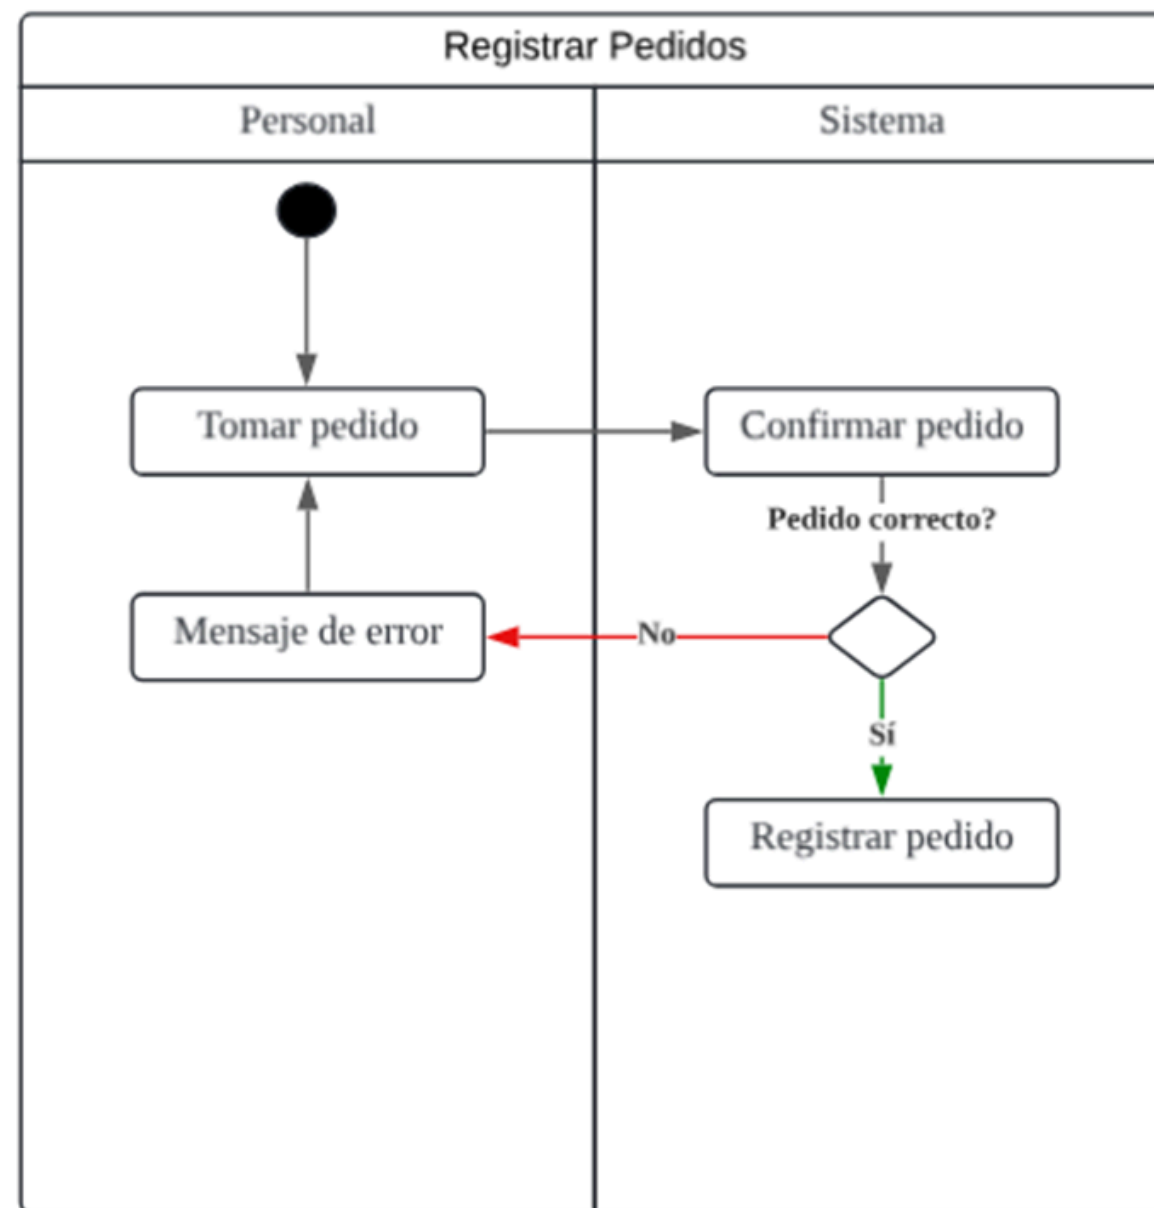 Registrar Pedidos
Personal
Sistema
Tomar pedido
Confirmar pedido
Pedido correcto?
Mensaje de error
No
Sí
Registrar pedido